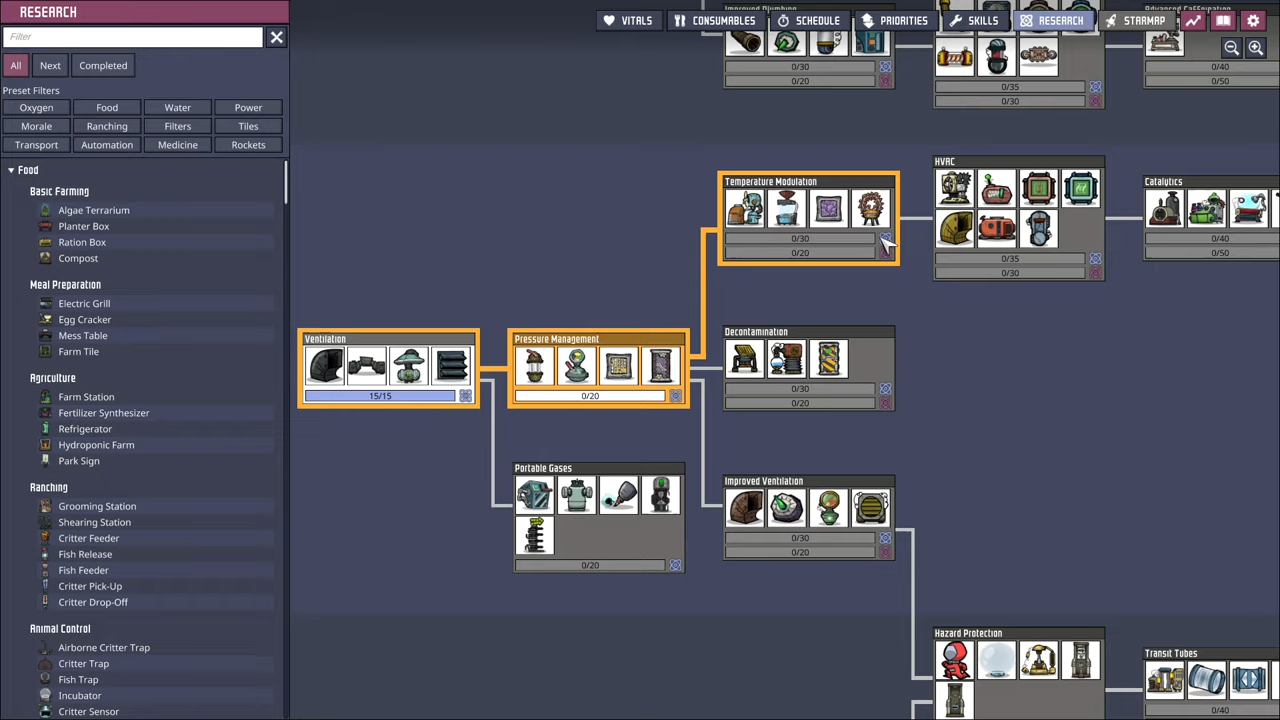 RESEARCH
VITALS
CONSUMABLES
SCHEDULE
PRIORITIES
SKILLS
RESEARCH
STARMAP
Filter
All
Next
Completed
Preset Filters
Oxygen
Food
Water
Power
Morale
Ranching
Filters
Tiles
Transport
Automation
Medicine
Rockets
Food
Basic Farming
Algae Terrarium
Planter Box
Ration Box
Compost
Meal Preparation
Electric Grill
Egg Cracker
Mess Table
Farm Tile
Agriculture
Farm Station
Fertilizer Synthesizer
Refrigerator
Hydroponic Farm
Park Sign
Ranching
Grooming Station
Shearing Station
Critter Feeder
Fish Release
Fish Feeder
Critter Pick-Up
Critter Drop-Off
Animal Control
Airborne Critter Trap
Critter Trap
Fish Trap
Incubator
Critter Sensor
Improved Plumbing
0/30
0/20
0/35
0/30
Advanced Caffeination
0/40
0/50
Temperature Modulation
0/30
0/20
HVAC
0/35
0/30
Catalytics
0/40
0/50
Ventilation
15/15
Pressure Management
0/20
Decontamination
0/30
0/20
Portable Gases
0/20
Improved Ventilation
0/30
0/20
Hazard Protection
Transit Tubes
0/40